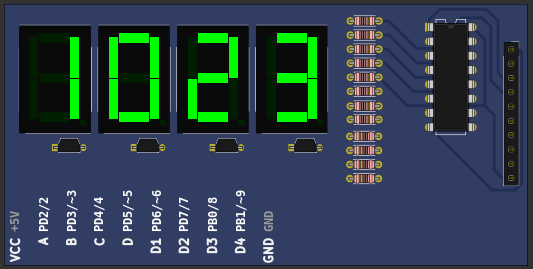 1023
VCC +5V
A PD2/2
B PD3/~3
C PD4/4
D PD5/~5
D1 PD6/~6
D2 PD7/7
D3 PB0/8
D4 PB1/~9
GND GND